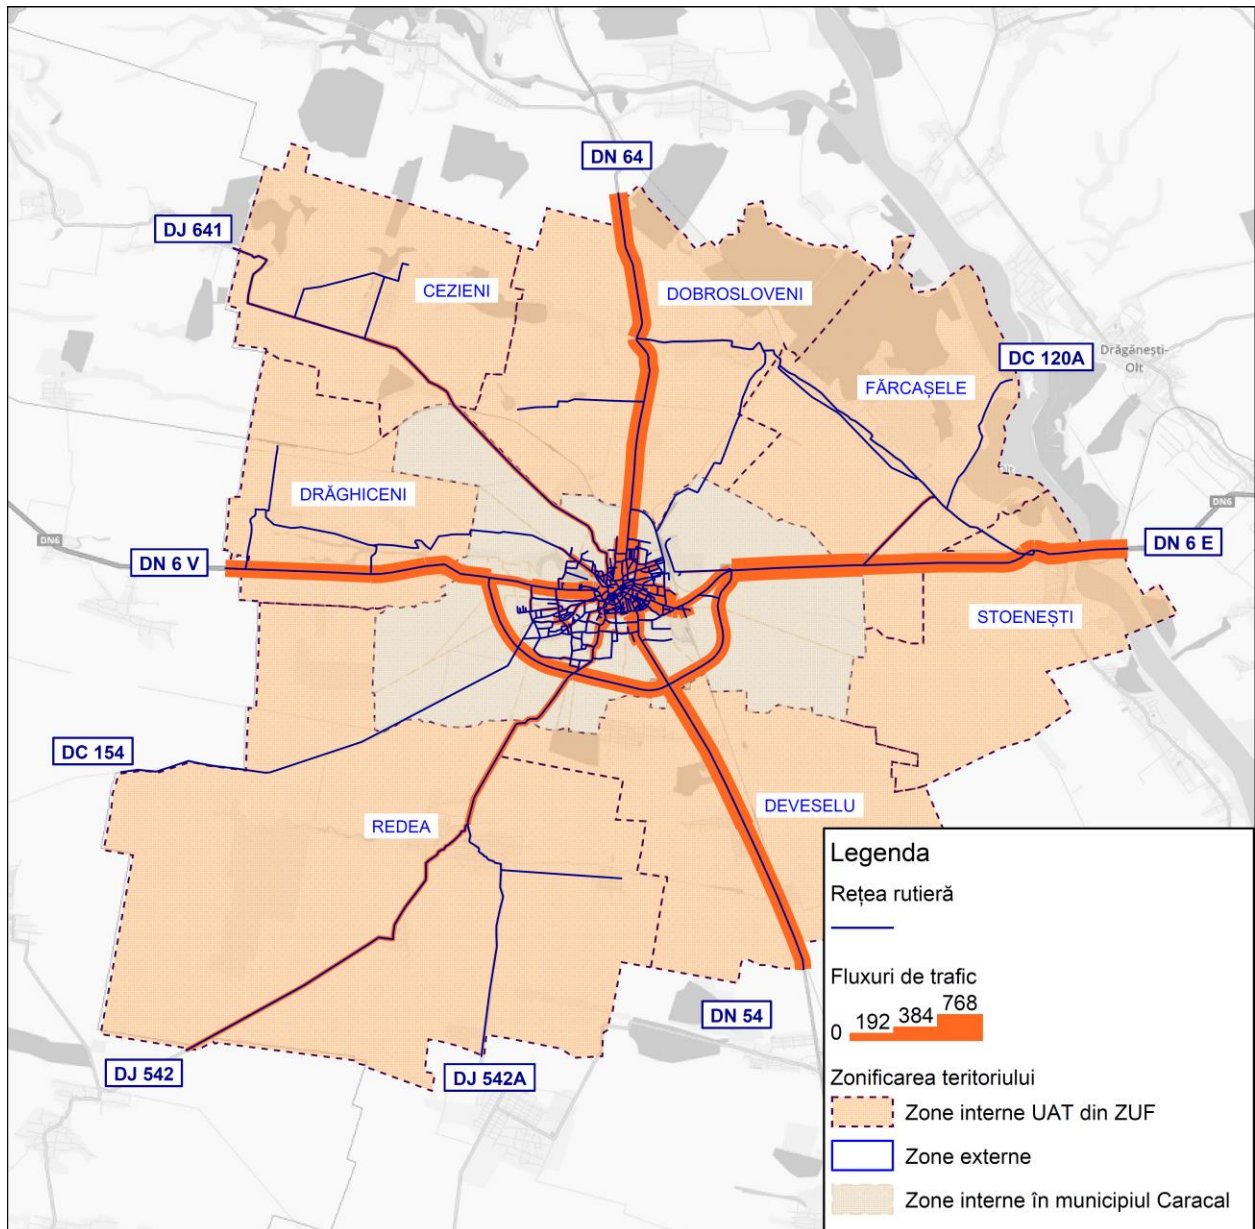 DN 64
DJ 641
CEZIENI
DOBROSLOVENI
Drăgănești-
Olt
DC 120A
FĂRCAȘELE
Olt
DRĂGHICENI
DN6
DN6
DN 6 V
DN 6 E
STOENEȘTI
DC 154
REDEA
DEVESELU
DN 54
DJ 542
DJ 542A
Legenda
Rețea rutieră
Fluxuri de trafic
0 192 384 768
Zonificarea teritoriului
Zone interne UAT din ZUF
Zone externe
Zone interne în municipiul Caracal